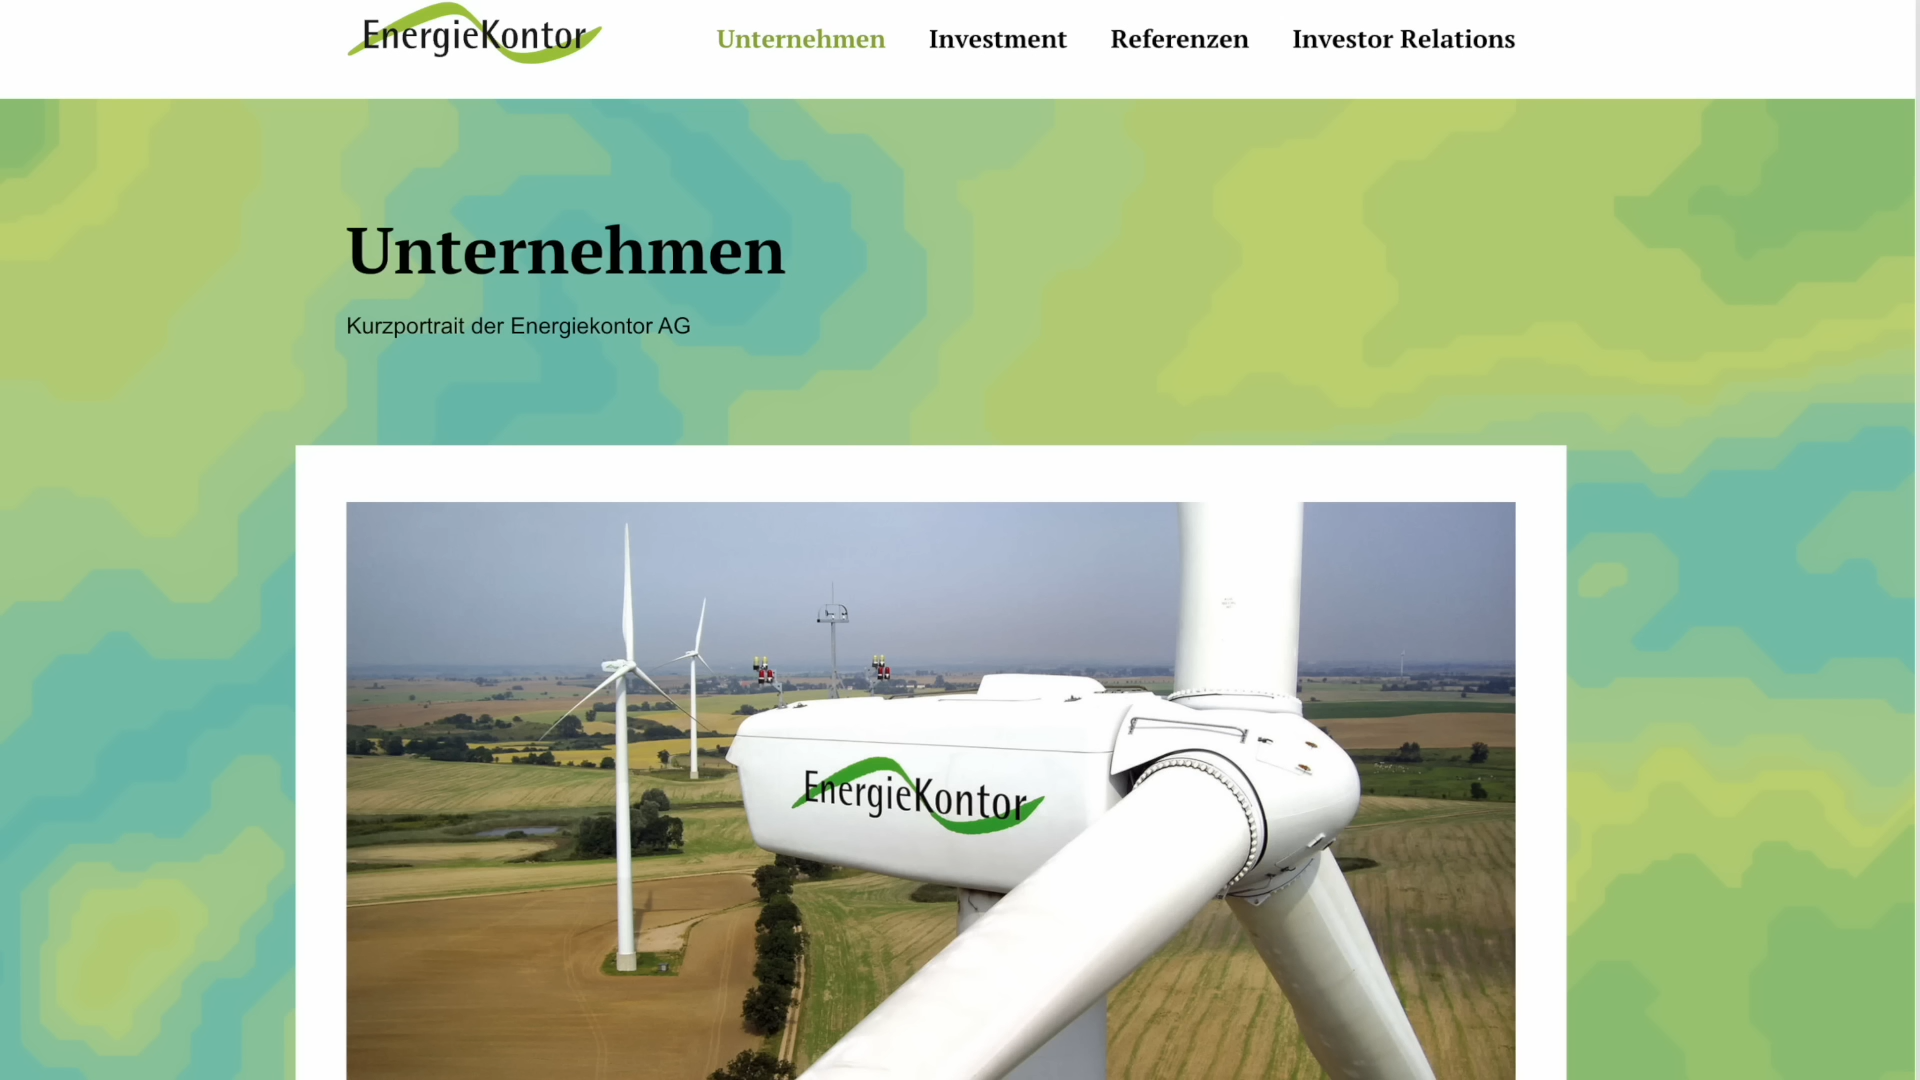 EnergieKontor
Unternehmen Investment Referenzen Investor Relations
Unternehmen
Kurzportrait der Energiekontor AG
EnergieKontor